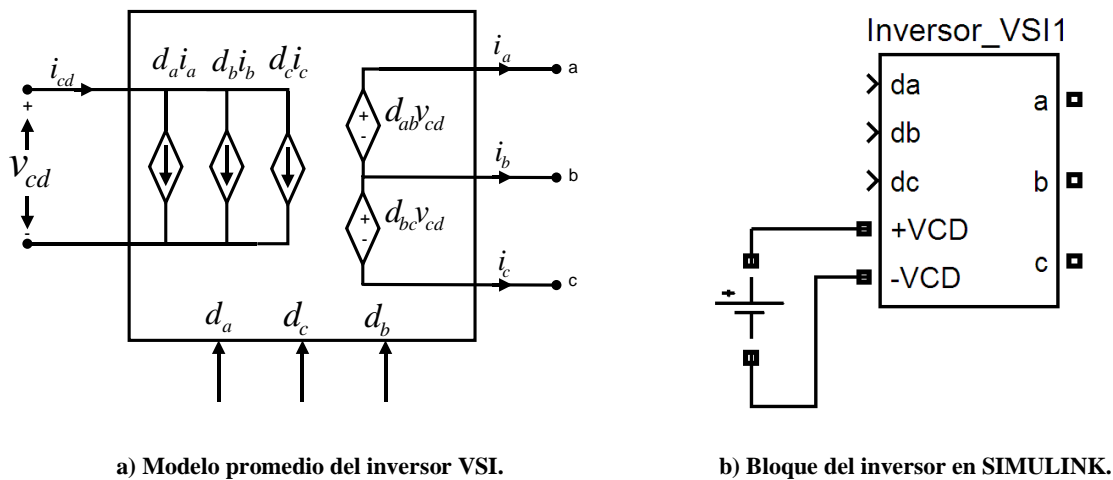 i_cd
+
v_cd
-
d_a i_a
d_b i_b
d_c i_c
+
-
d_ab v_cd
+
-
d_bc v_cd
i_a
a
i_b
b
i_c
c
d_a
d_c
d_b
a) Modelo promedio del inversor VSI.
Inversor_VSI1
da
db
dc
+VCD
-VCD
a
b
c
+
b) Bloque del inversor en SIMULINK.